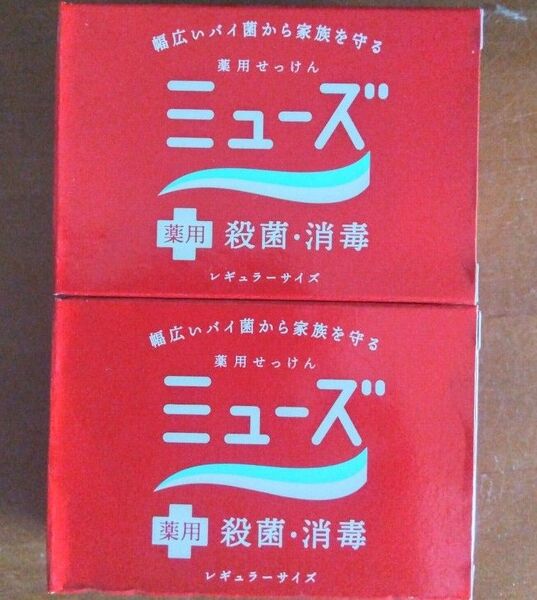 幅広いバイ菌から家族を守る
薬用せっけん
ミューズ
薬用 殺菌・消毒
レギュラーサイズ
幅広いバイ菌から家族を守る
薬用せっけん
ミューズ
薬用 殺菌・消毒
レギュラーサイズ